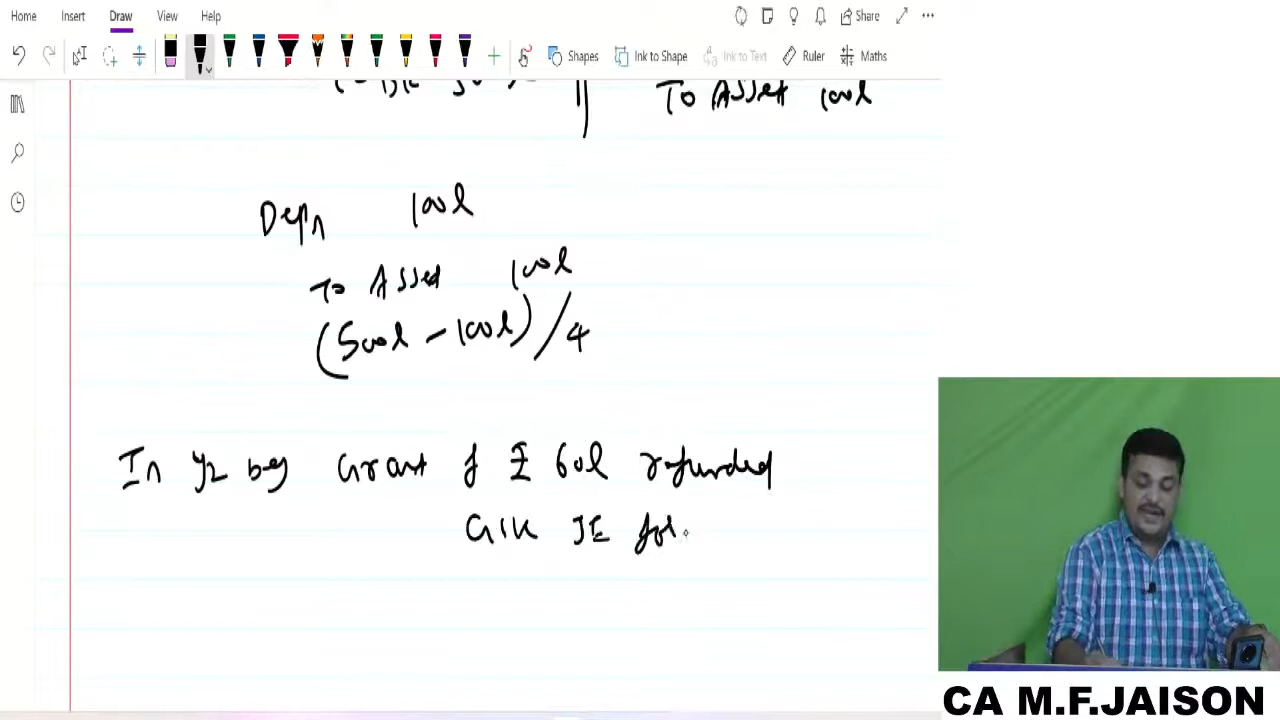 Home Insert Draw View Help Share
Shapes Ink to Shape Ink to Text Ruler Maths
To Asset 100l
Depn 100l
To Asset 100l
(500l - 100l)/4
In y2 beg Grant of ₹ 60l refunded
Give JE for
CA M.F.JAISON